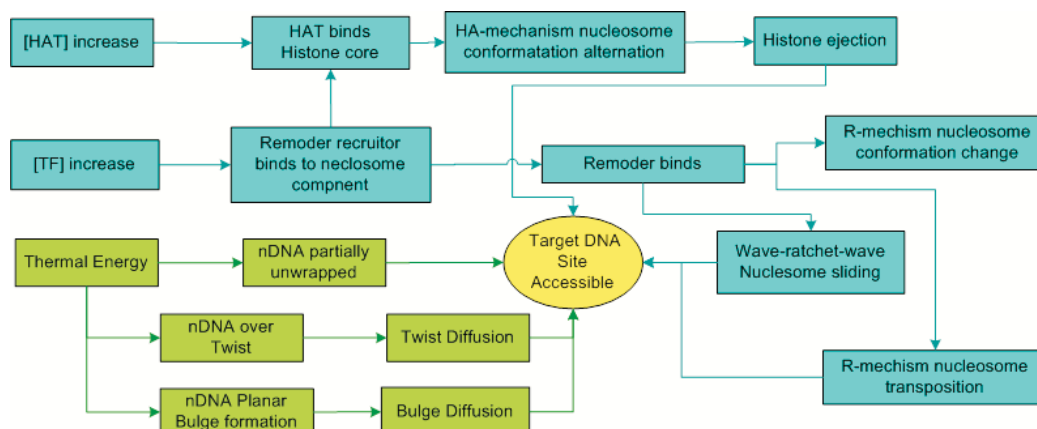 [HAT] increase
HAT binds
Histone core
HA-mechanism nucleosome
conformatation alternation
Histone ejection
[TF] increase
Remoder recruitor
binds to neclosome
compnent
Remoder binds
R-mechism nucleosome
conformation change
Thermal Energy
nDNA partially
unwrapped
Target DNA
Site
Accessible
Wave-ratchet-wave
Nuclesome sliding
nDNA over
Twist
Twist Diffusion
R-mechism nucleosome
transposition
nDNA Planar
Bulge formation
Bulge Diffusion